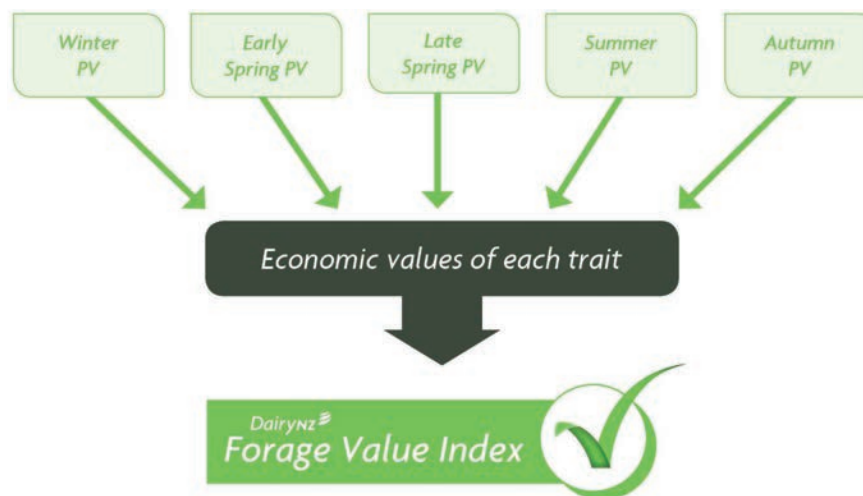 Winter
PV
Early
Spring PV
Late
Spring PV
Summer
PV
Autumn
PV
Economic values of each trait
DairyNZ
Forage Value Index